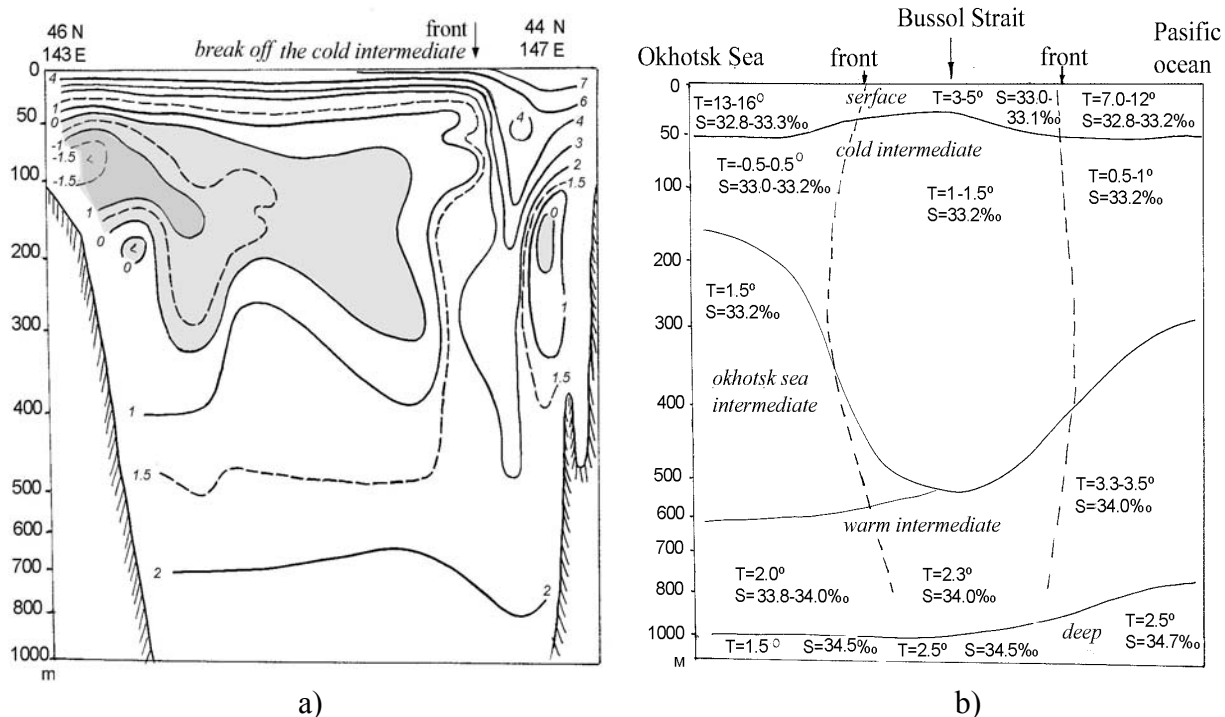 46 N
143 E
front
break off the cold intermediate
44 N
147 E
0
50
100
200
300
400
500
600
700
800
1000
m
4
1
0
-1
-1.5
<
-1.5
1
0
<
0
1
1.5
2
7
6
4
4
3
2
1.5
0
1
1.5
2
a)
Bussol Strait
Okhotsk Sea
front
front
Pasific
ocean
0
50
100
200
300
400
500
600
700
800
1000
м
T=13-16°
S=32.8-33.3‰
serface
T=3-5°
S=33.0-
33.1‰
T=7.0-12°
S=32.8-33.2‰
cold intermediate
T=-0.5-0.5°
S=33.0-33.2‰
T=1-1.5°
S=33.2‰
T=0.5-1°
S=33.2‰
T=1.5°
S=33.2‰
okhotsk sea
intermediate
T=3.3-3.5°
S=34.0‰
warm intermediate
T=2.0°
S=33.8-34.0‰
T=2.3°
S=34.0‰
deep
T=2.5°
S=34.7‰
T=1.5°
S=34.5‰
T=2.5°
S=34.5‰
b)